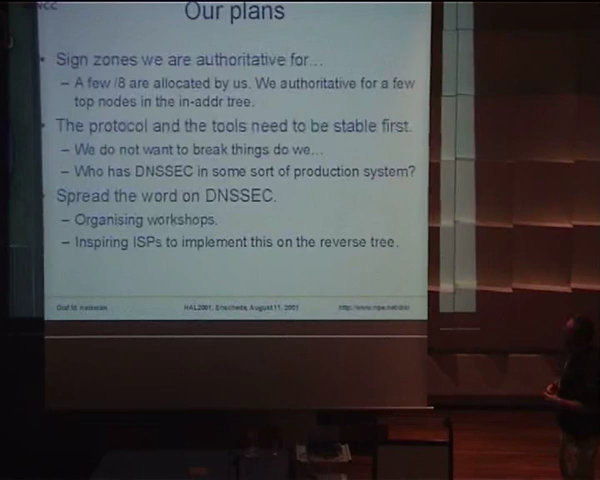 NCC
Our plans
• Sign zones we are authoritative for...
– A few /8 are allocated by us. We authoritative for a few
top nodes in the in-addr tree.
• The protocol and the tools need to be stable first.
– We do not want to break things do we...
– Who has DNSSEC in some sort of production system?
• Spread the word on DNSSEC.
– Organising workshops.
– Inspiring ISPs to implement this on the reverse tree.
HAL2001, Enschede, August 11, 2001